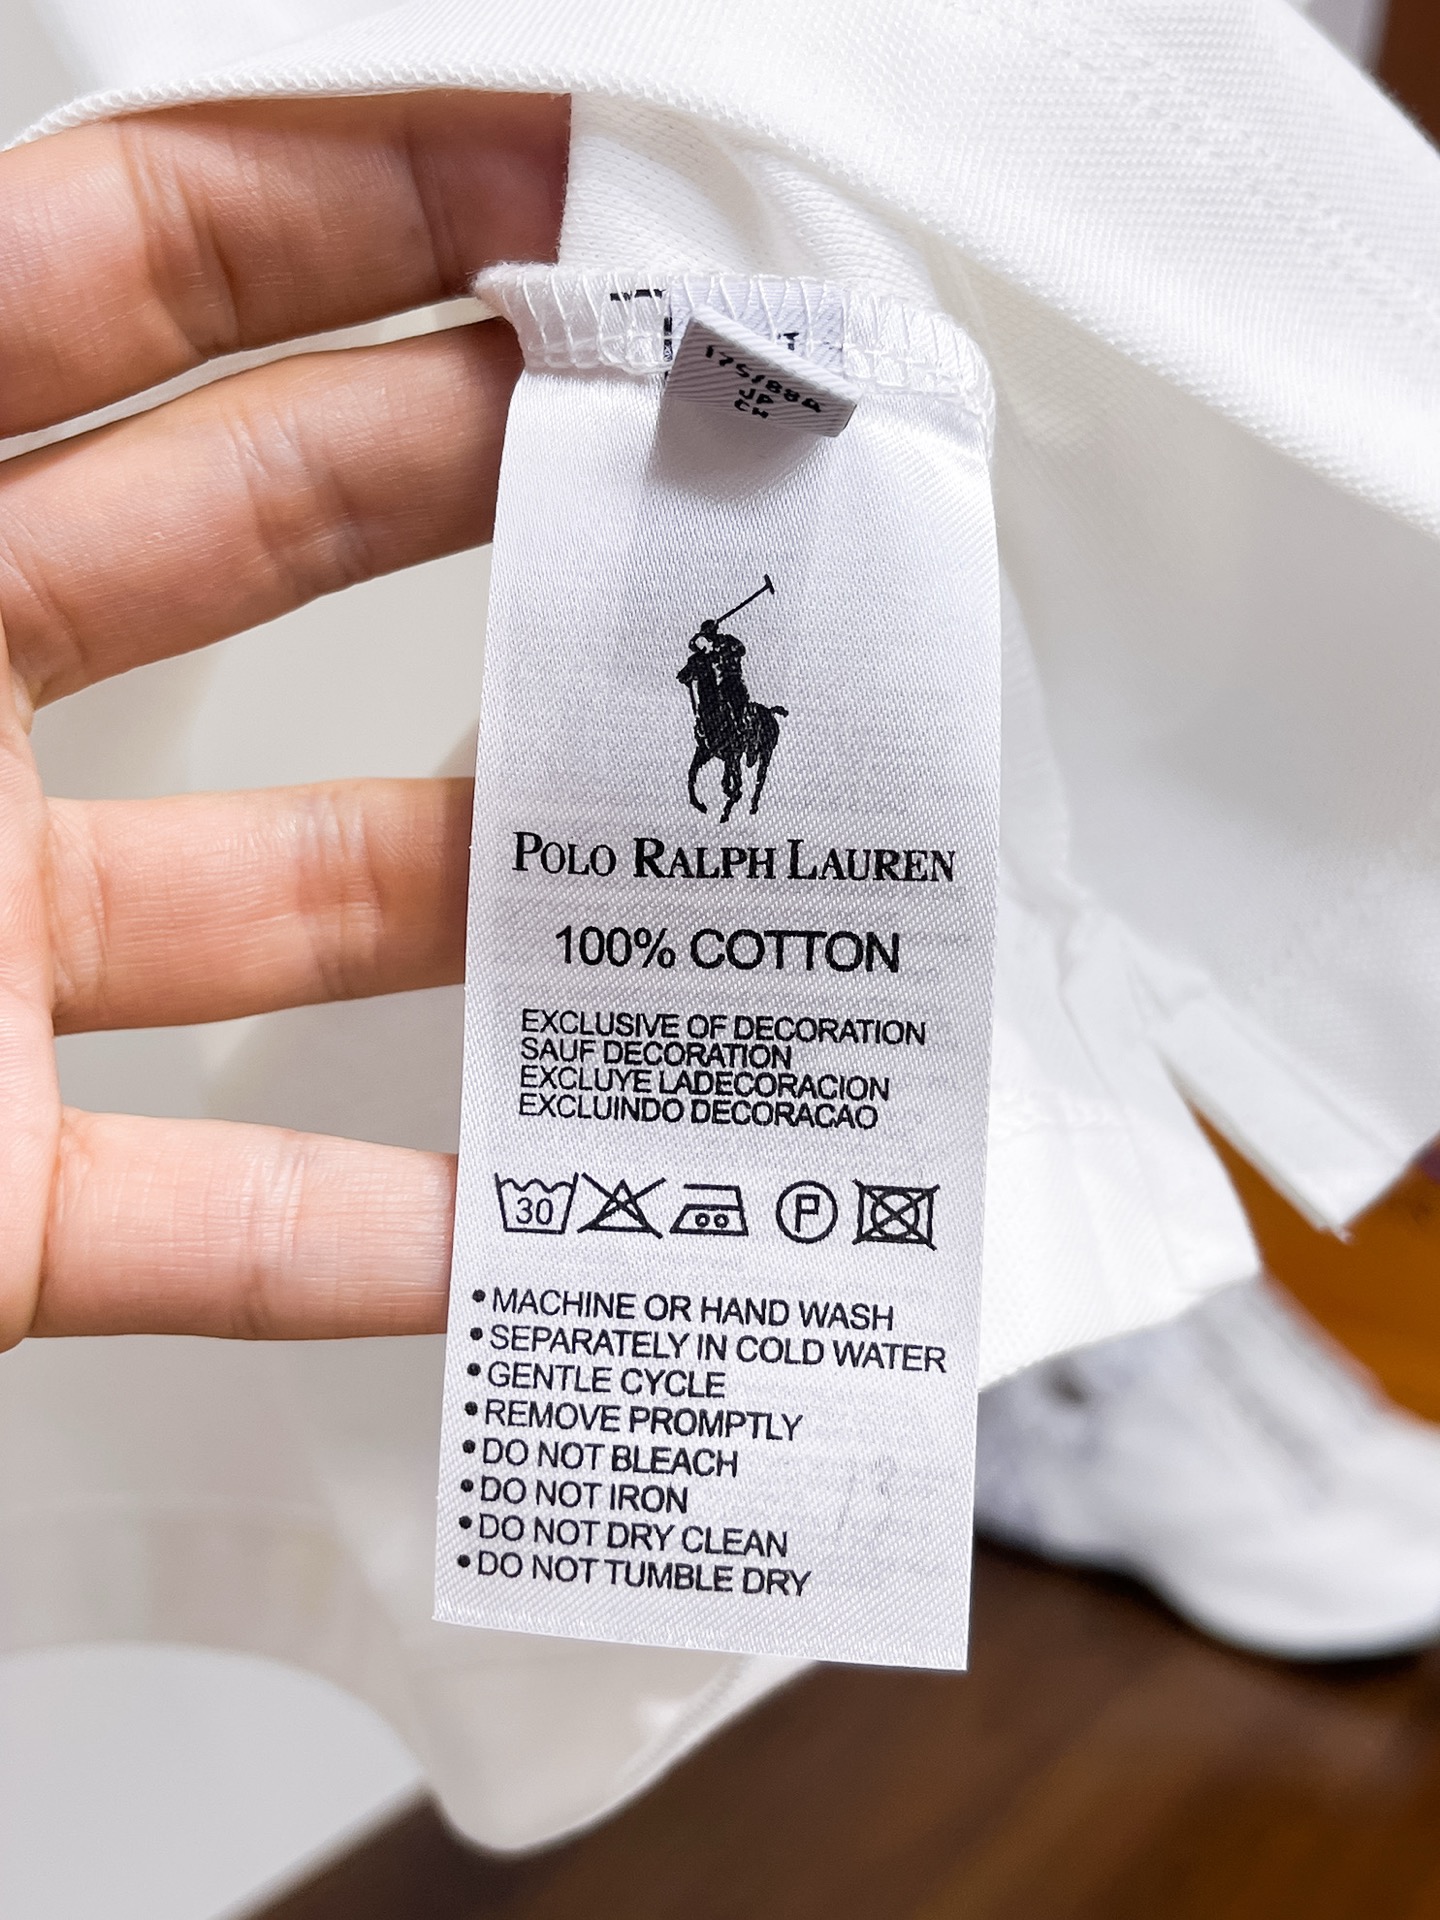 175/88A
JP
CH
POLO RALPH LAUREN
100% COTTON
EXCLUSIVE OF DECORATION
SAUF DECORATION
EXCLUYE LADECORACION
EXCLUINDO DECORACAO
30 P
• MACHINE OR HAND WASH
• SEPARATELY IN COLD WATER
• GENTLE CYCLE
• REMOVE PROMPTLY
• DO NOT BLEACH
• DO NOT IRON
• DO NOT DRY CLEAN
• DO NOT TUMBLE DRY